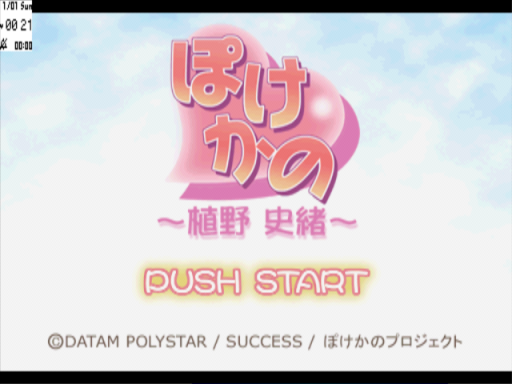 1/01 Sun
00 21
00:00
ぽけ
かの
～植野 史緒～
PUSH START
©DATAM POLYSTAR / SUCCESS / ぽけかのプロジェクト